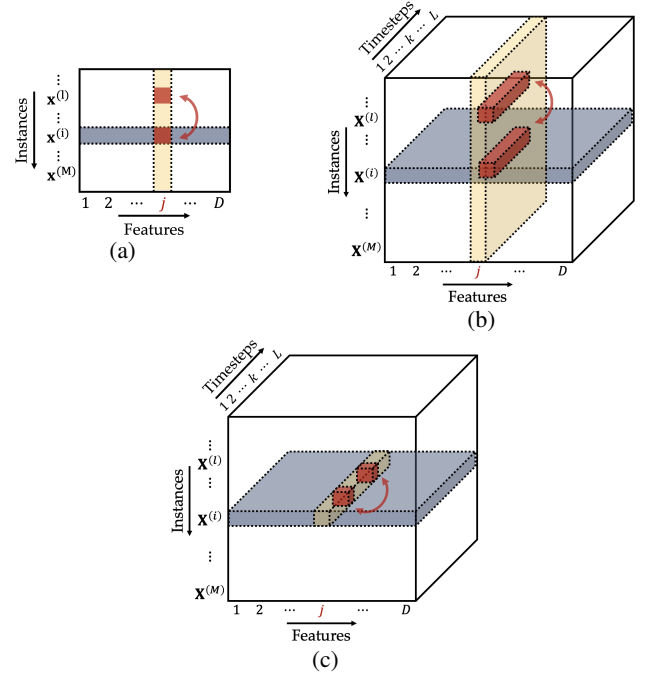 ⋮
x^(l)
⋮
x^(i)
⋮
x^(M)
Instances
1 2 ⋯ j ⋯ D
Features
(a)
Timesteps
1 2 ⋯ k ⋯ L
⋮
X^(l)
⋮
X^(i)
⋮
X^(M)
Instances
1 2 ⋯ j ⋯ D
Features
(b)
Timesteps
1 2 ⋯ k ⋯ L
⋮
X^(l)
⋮
X^(i)
⋮
X^(M)
Instances
1 2 ⋯ j ⋯ D
Features
(c)